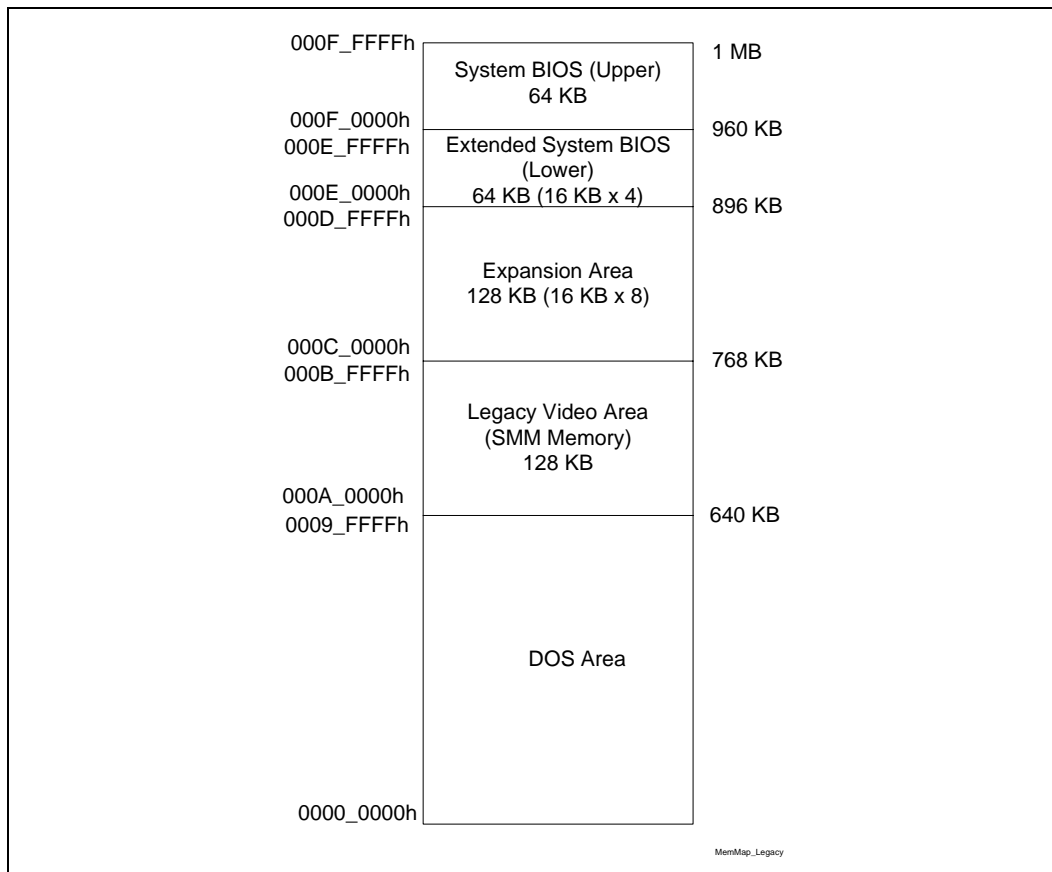 000F_FFFFh
1 MB
System BIOS (Upper)
64 KB
000F_0000h
960 KB
000E_FFFFh
Extended System BIOS
(Lower)
64 KB (16 KB x 4)
000E_0000h
896 KB
000D_FFFFh
Expansion Area
128 KB (16 KB x 8)
000C_0000h
768 KB
000B_FFFFh
Legacy Video Area
(SMM Memory)
128 KB
000A_0000h
640 KB
0009_FFFFh
DOS Area
0000_0000h
MemMap_Legacy